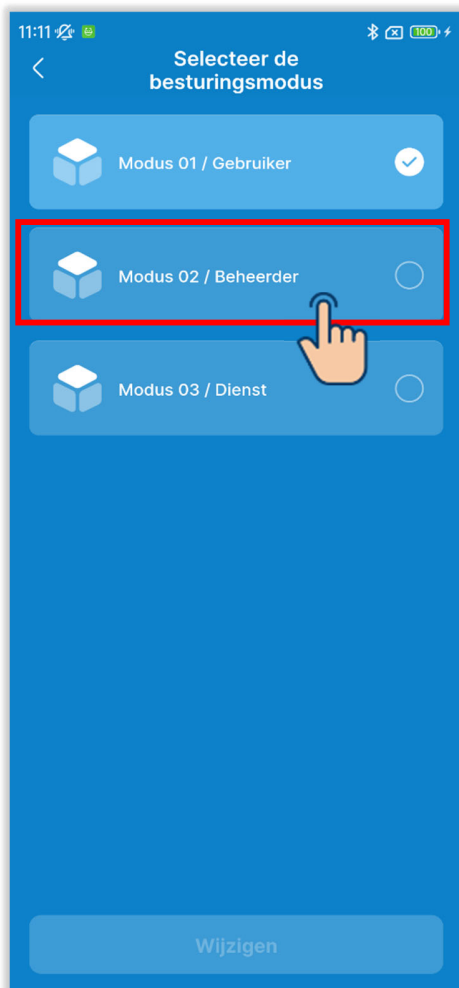 11:11
100
Selecteer de
besturingsmodus
Modus 01 / Gebruiker
Modus 02 / Beheerder
Modus 03 / Dienst
Wijzigen